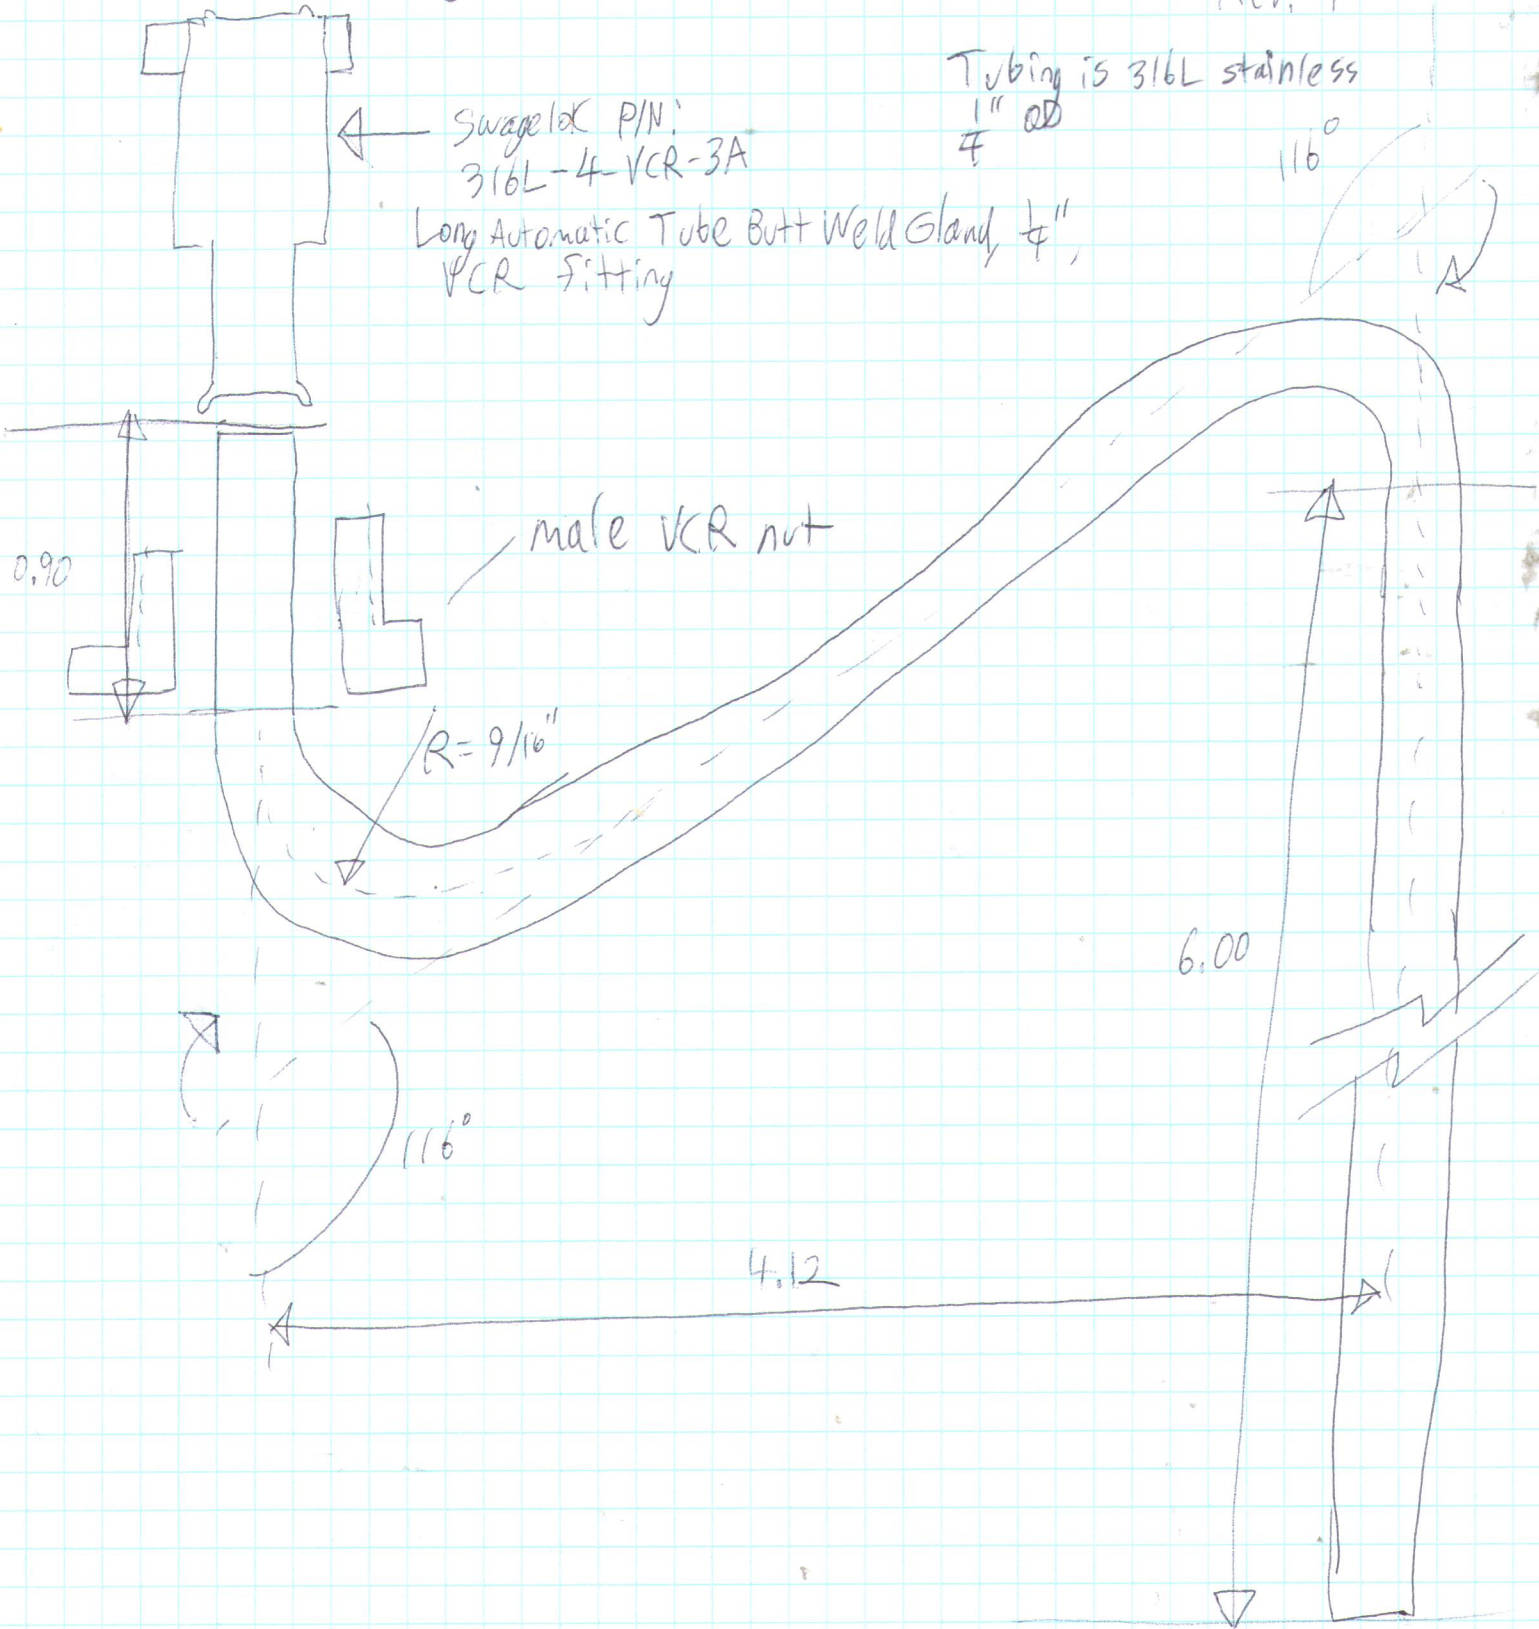 Tubing is 316L stainless
1/4" OD
116°
Swagelok P/N:
316L-4-VCR-3A
Long Automatic Tube Butt Weld Gland, 1/4",
VCR fitting
male VCR nut
0.90
R=9/16"
6.00
116°
4.12